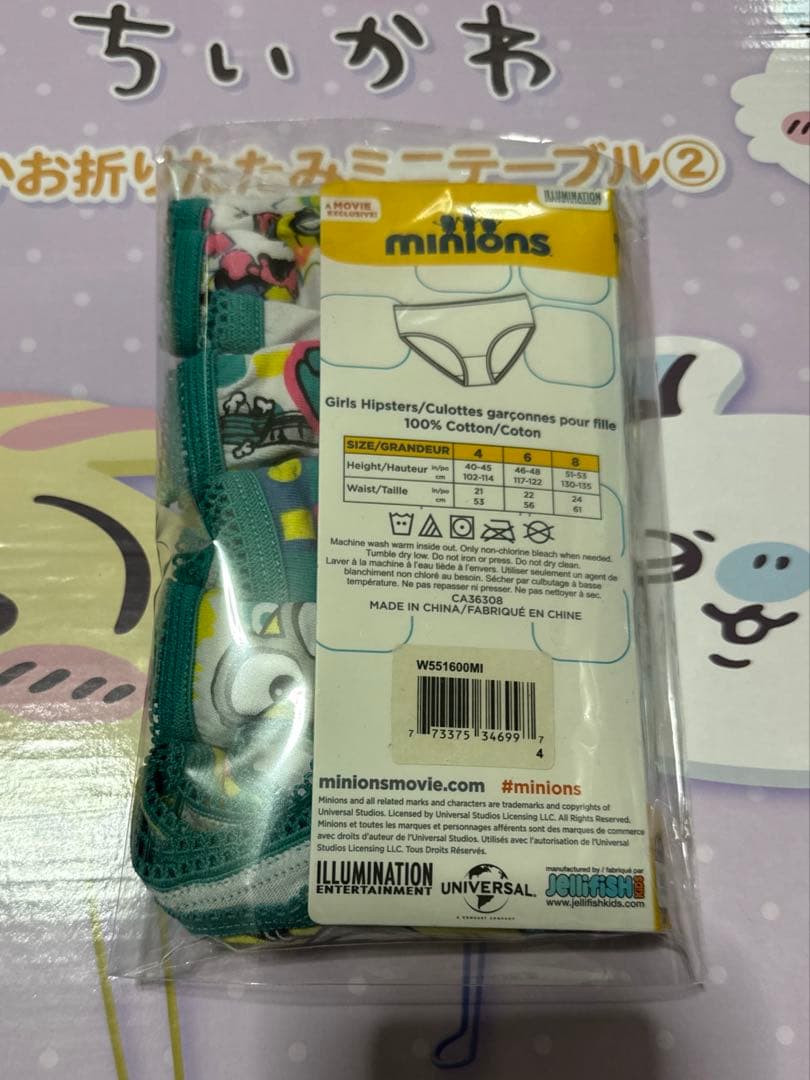 ちいかわ
かお折りたたみミニテーブル②
A MOVIE
EXCLUSIVE!
ILLUMINATION
minions
Girls Hipsters/Culottes garçonnes pour fille
100% Cotton/Coton
SIZE/GRANDEUR 4 6 8
Height/Hauteur in/po 40-45 46-48 51-53
cm 102-114 117-122 130-135
Waist/Taille in/po 21 22 24
cm 53 56 61
Machine wash warm inside out. Only non-chlorine bleach when needed.
Tumble dry low. Do not iron or press. Do not dry clean.
Laver à la machine à l'eau tiède à l'envers. Utiliser seulement un agent de
blanchiment non chloré au besoin. Sécher par culbutage à basse
température. Ne pas repasser ni presser. Ne pas nettoyer à sec.
CA36308
MADE IN CHINA/FABRIQUÉ EN CHINE
W551600MI
7 73375 34699 7
4
minionsmovie.com #minions
Minions and all related marks and characters are trademarks and copyrights of
Universal Studios. Licensed by Universal Studios Licensing LLC. All Rights Reserved.
Minions et toutes les marques et personnages afférents sont des marques de commerce
avec droits d'auteur de l'Universal Studios. Utilisés avec l'autorisation de l'Universal
Studios Licensing LLC. Tous Droits Réservés.
ILLUMINATION
ENTERTAINMENT
UNIVERSAL
A COMCAST COMPANY
manufactured by / fabriqué par
Jellifish KIDS
www.jellifishkids.com